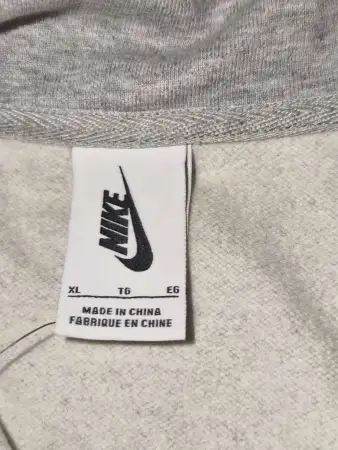 NIKE
XL TG EG
MADE IN CHINA
FABRIQUE EN CHINE